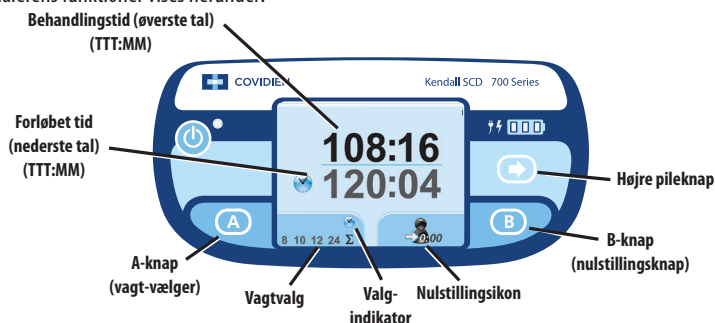 Behandlingstid (øverste tal)
(TTT:MM)
COVIDIEN
Kendall SCD 700 Series
Forløbet tid
(nederste tal)
(TTT:MM)
108:16
120:04
Højre pileknap
A
B
8 10 12 24 Σ
0:00
A-knap
(vagt-vælger)
Vagtvalg
Valg-
indikator
Nulstillingsikon
B-knap
(nulstillingsknap)